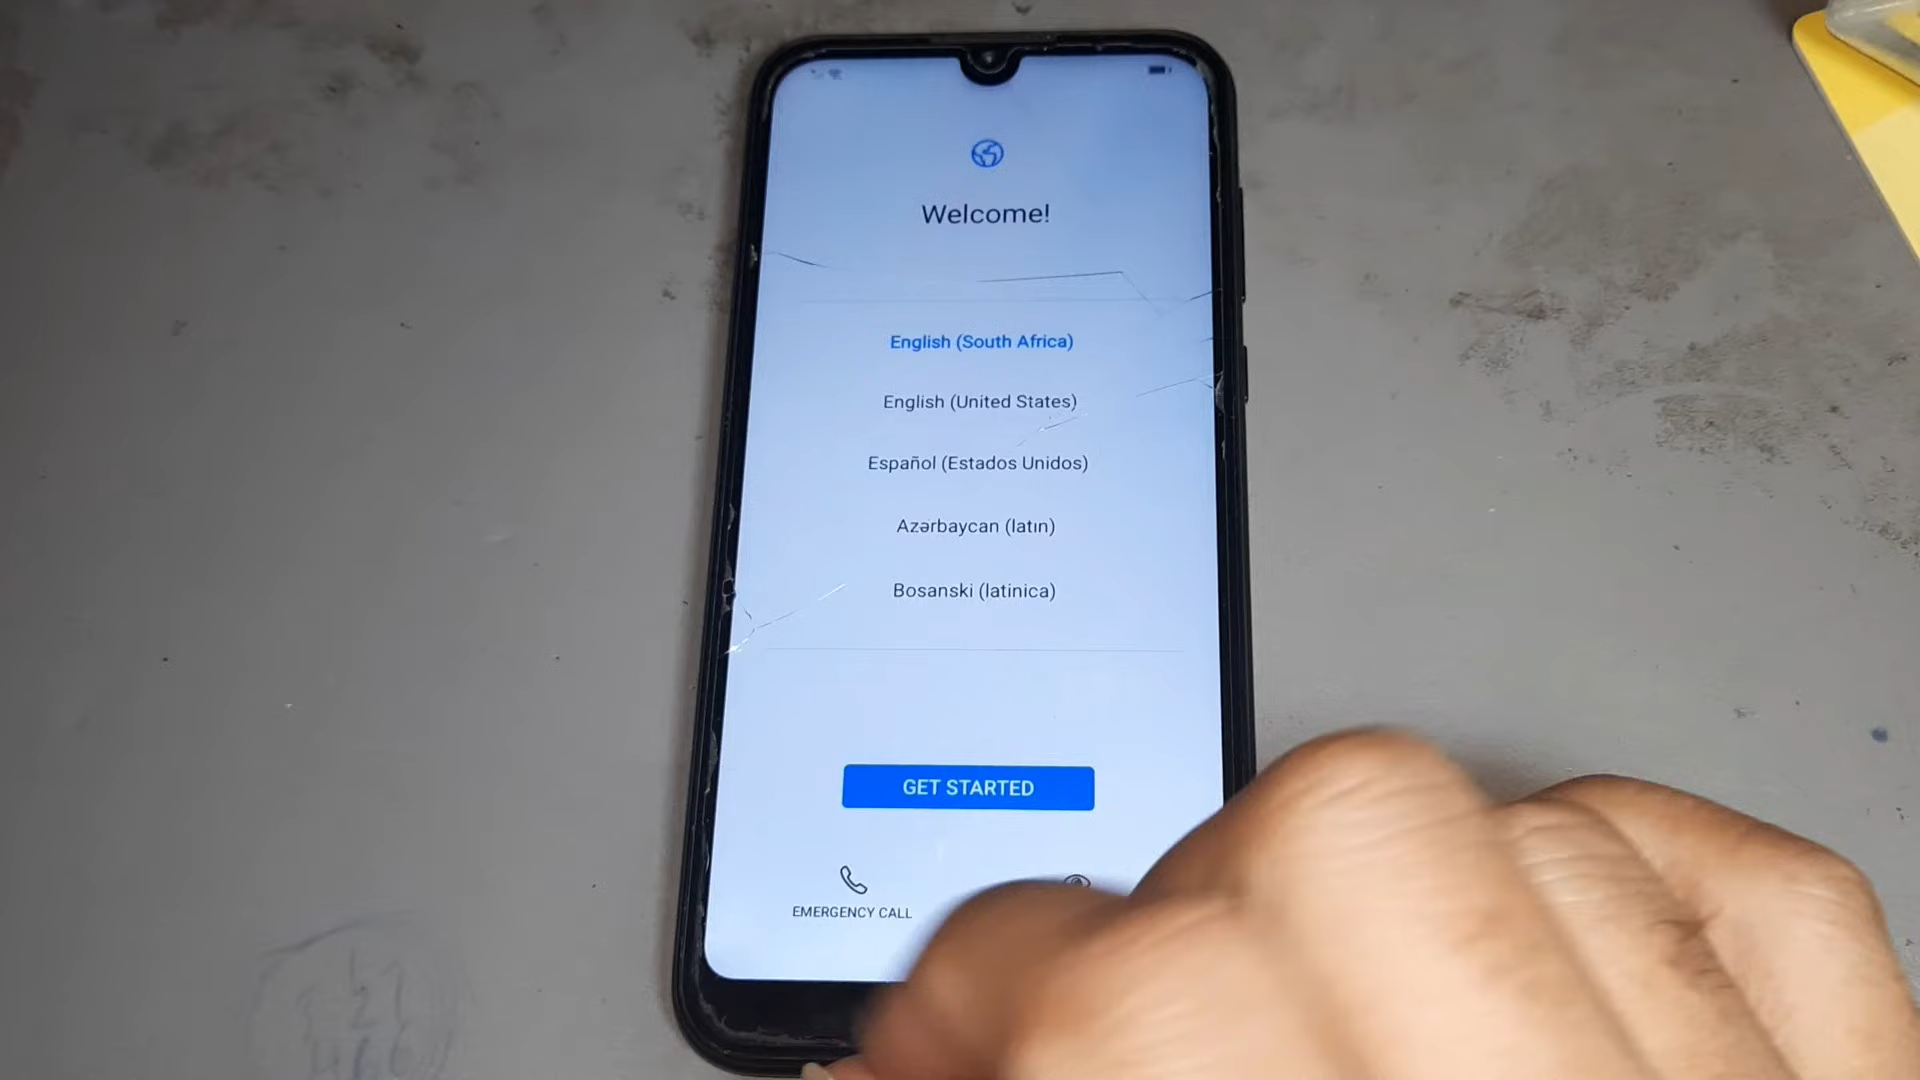 Welcome!
English (South Africa)
English (United States)
Español (Estados Unidos)
Azərbaycan (latın)
Bosanski (latinica)
GET STARTED
EMERGENCY CALL